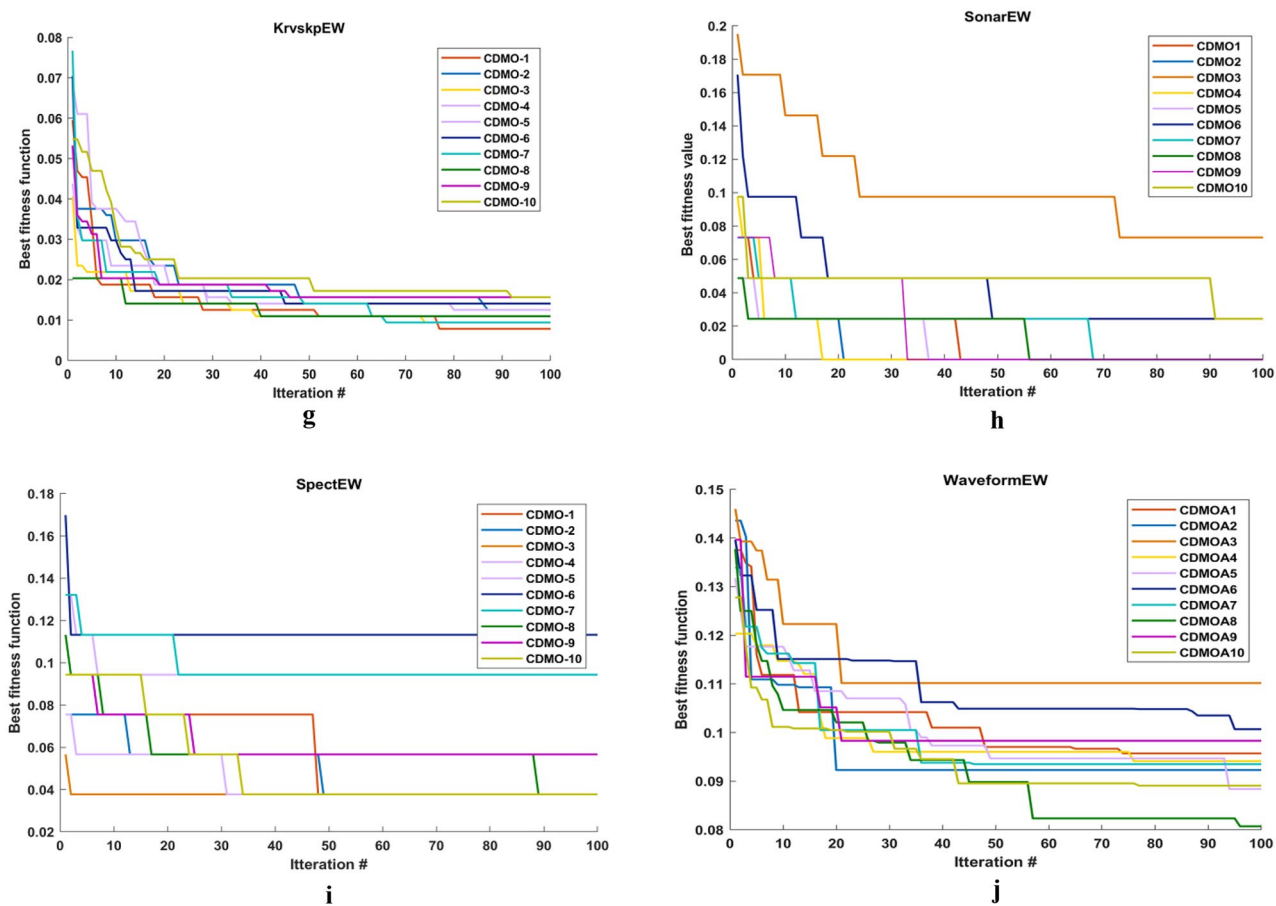 KrvskpEW
0.08
0.07
0.06
0.05
0.04
0.03
0.02
0.01
0
Best fitness function
0 10 20 30 40 50 60 70 80 90 100
Itteration #
CDMO-1
CDMO-2
CDMO-3
CDMO-4
CDMO-5
CDMO-6
CDMO-7
CDMO-8
CDMO-9
CDMO-10
g
SonarEW
0.2
0.18
0.16
0.14
0.12
0.1
0.08
0.06
0.04
0.02
0
Best fittness value
0 10 20 30 40 50 60 70 80 90 100
Itteration #
CDMO1
CDMO2
CDMO3
CDMO4
CDMO5
CDMO6
CDMO7
CDMO8
CDMO9
CDMO10
h
SpectEW
0.18
0.16
0.14
0.12
0.1
0.08
0.06
0.04
0.02
Best fitness function
0 10 20 30 40 50 60 70 80 90 100
Itteration #
CDMO-1
CDMO-2
CDMO-3
CDMO-4
CDMO-5
CDMO-6
CDMO-7
CDMO-8
CDMO-9
CDMO-10
i
WaveformEW
0.15
0.14
0.13
0.12
0.11
0.1
0.09
0.08
Best fitness function
0 10 20 30 40 50 60 70 80 90 100
Itteration #
CDMOA1
CDMOA2
CDMOA3
CDMOA4
CDMOA5
CDMOA6
CDMOA7
CDMOA8
CDMOA9
CDMOA10
j